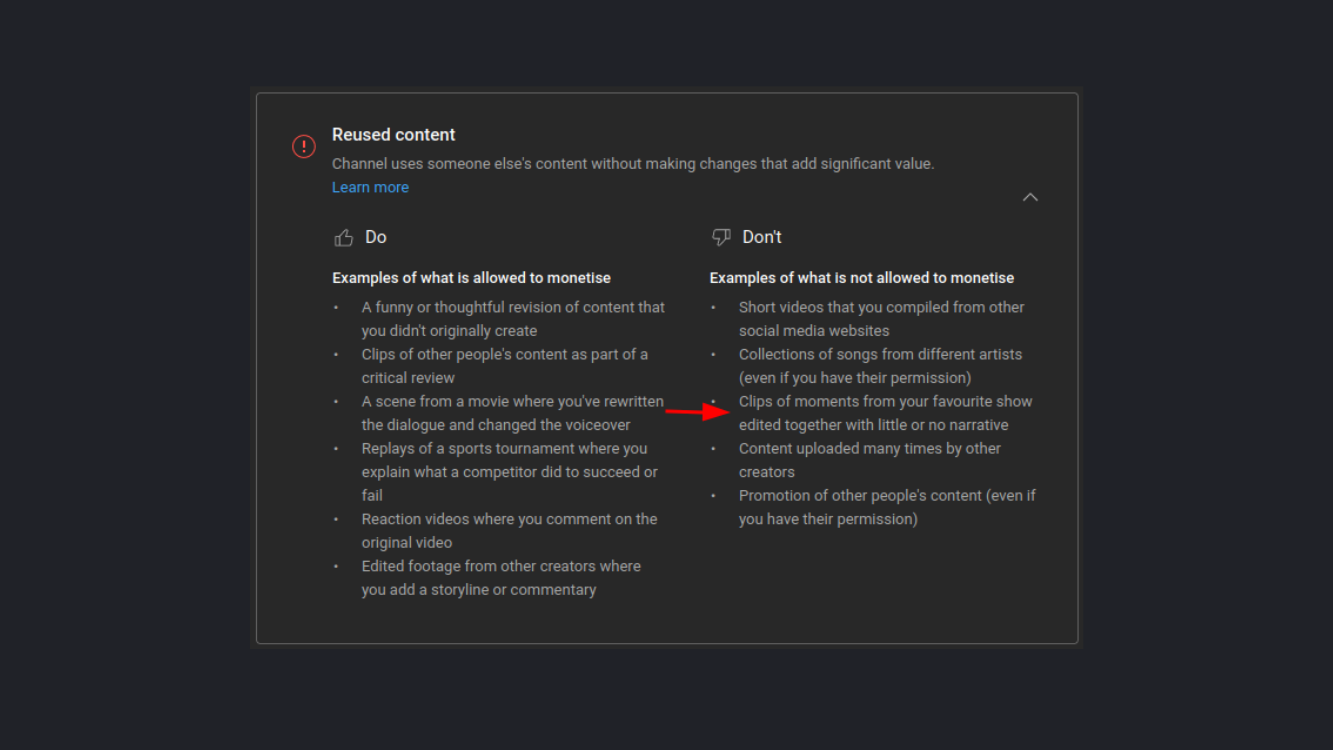 Reused content
Channel uses someone else's content without making changes that add significant value.
Learn more
Do
Examples of what is allowed to monetise
• A funny or thoughtful revision of content that
you didn't originally create
• Clips of other people's content as part of a
critical review
• A scene from a movie where you've rewritten
the dialogue and changed the voiceover
• Replays of a sports tournament where you
explain what a competitor did to succeed or
fail
• Reaction videos where you comment on the
original video
• Edited footage from other creators where
you add a storyline or commentary
Don't
Examples of what is not allowed to monetise
• Short videos that you compiled from other
social media websites
• Collections of songs from different artists
(even if you have their permission)
• Clips of moments from your favourite show
edited together with little or no narrative
• Content uploaded many times by other
creators
• Promotion of other people's content (even if
you have their permission)